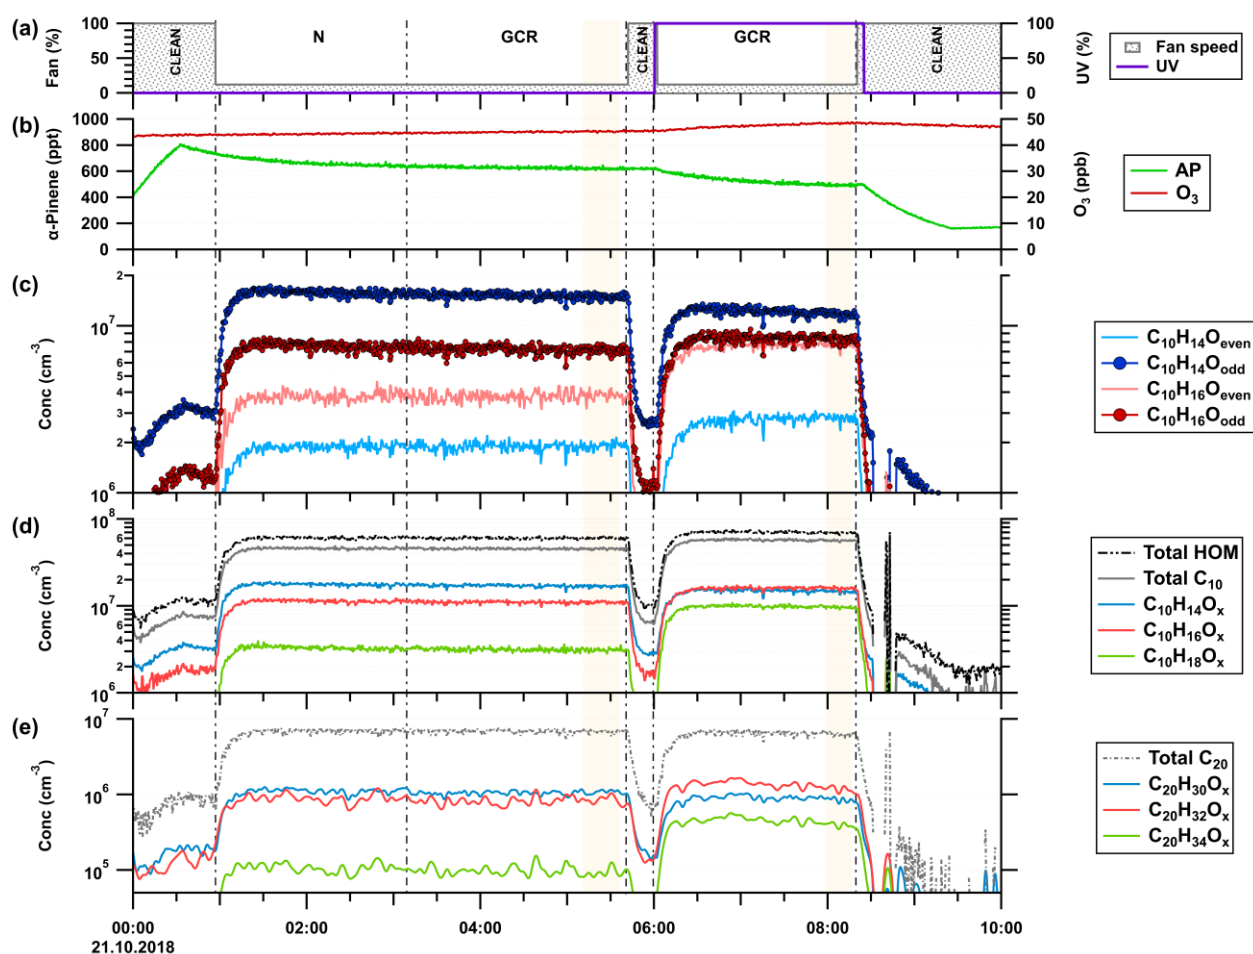 (a)
Fan (%)
100
50
0
CLEAN
N
GCR
CLEAN
GCR
CLEAN
100
50
0
UV (%)
Fan speed
UV
(b)
α-Pinene (ppt)
1000
800
600
400
200
0
50
40
30
20
10
0
O3 (ppb)
AP
O3
(c)
Conc (cm-3)
2
10^7
6
5
4
3
2
10^6
C10H14Oeven
C10H14Oodd
C10H16Oeven
C10H16Oodd
(d)
Conc (cm-3)
10^8
6
4
2
10^7
6
4
2
10^6
Total HOM
Total C10
C10H14Ox
C10H16Ox
C10H18Ox
(e)
Conc (cm-3)
10^7
10^6
10^5
Total C20
C20H30Ox
C20H32Ox
C20H34Ox
00:00 02:00 04:00 06:00 08:00 10:00
21.10.2018